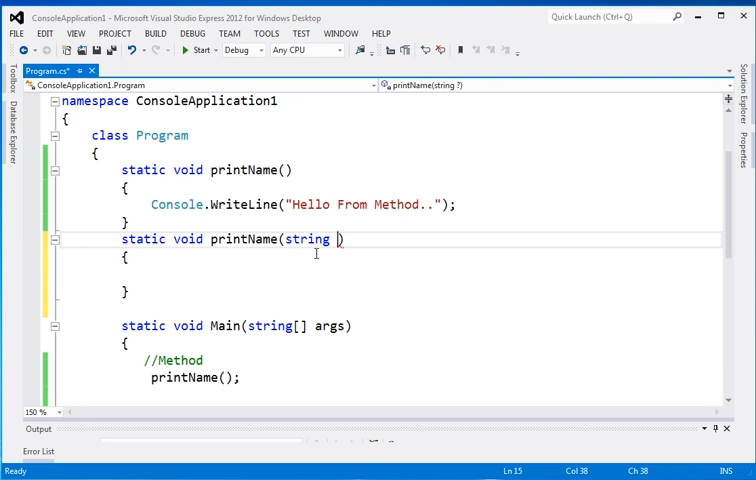 ConsoleApplication1 - Microsoft Visual Studio Express 2012 for Windows Desktop
Quick Launch (Ctrl+Q)
FILE EDIT VIEW PROJECT BUILD DEBUG TEAM TOOLS TEST WINDOW HELP
Start Debug Any CPU
Program.cs*
ConsoleApplication1.Program printName(string ?)
Toolbox
Database Explorer
Solution Explorer
Properties
namespace ConsoleApplication1
{
class Program
{
static void printName()
{
Console.WriteLine("Hello From Method..");
}
static void printName(string )
{
}
static void Main(string[] args)
{
//Method
printName();
150 %
Output
Error List
Ready Ln 15 Col 38 Ch 38 INS